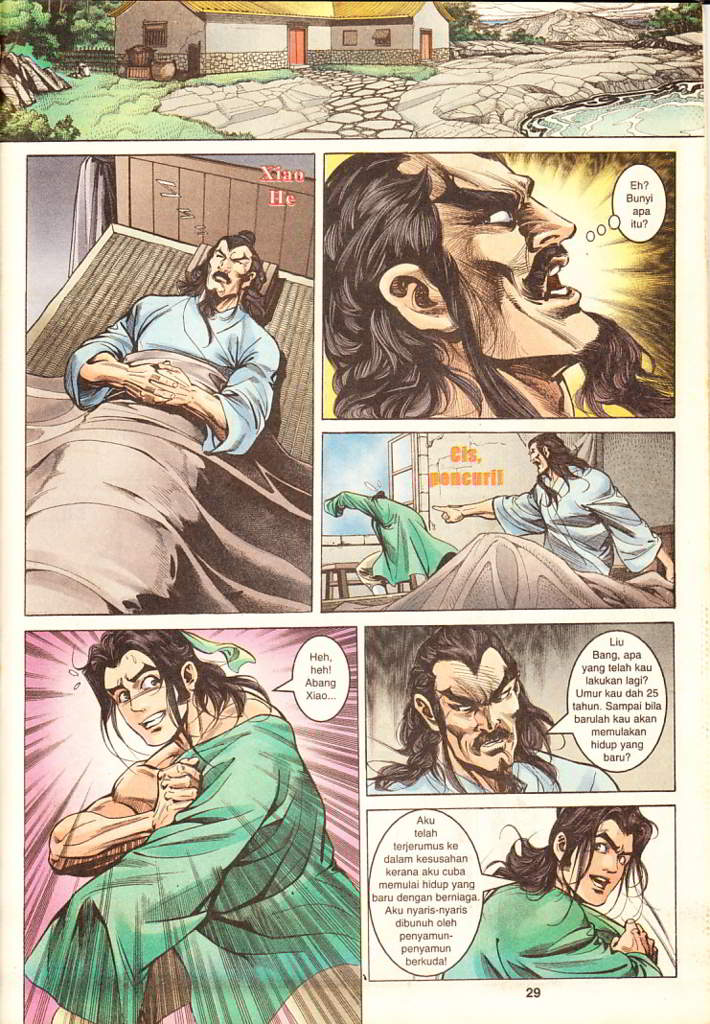 Xiao
He
Eh?
Bunyi
apa
itu?
Cis,
pencuri!
Heh,
heh!
Abang
Xiao...
Liu
Bang, apa
yang telah kau
lakukan lagi?
Umur kau dah 25
tahun. Sampai bila
barulah kau akan
memulakan
hidup yang
baru?
Aku
telah
terjerumus ke
dalam kesusahan
kerana aku cuba
memulai hidup yang
baru dengan berniaga.
Aku nyaris-nyaris
dibunuh oleh
penyamun-
penyamun
berkuda!
29